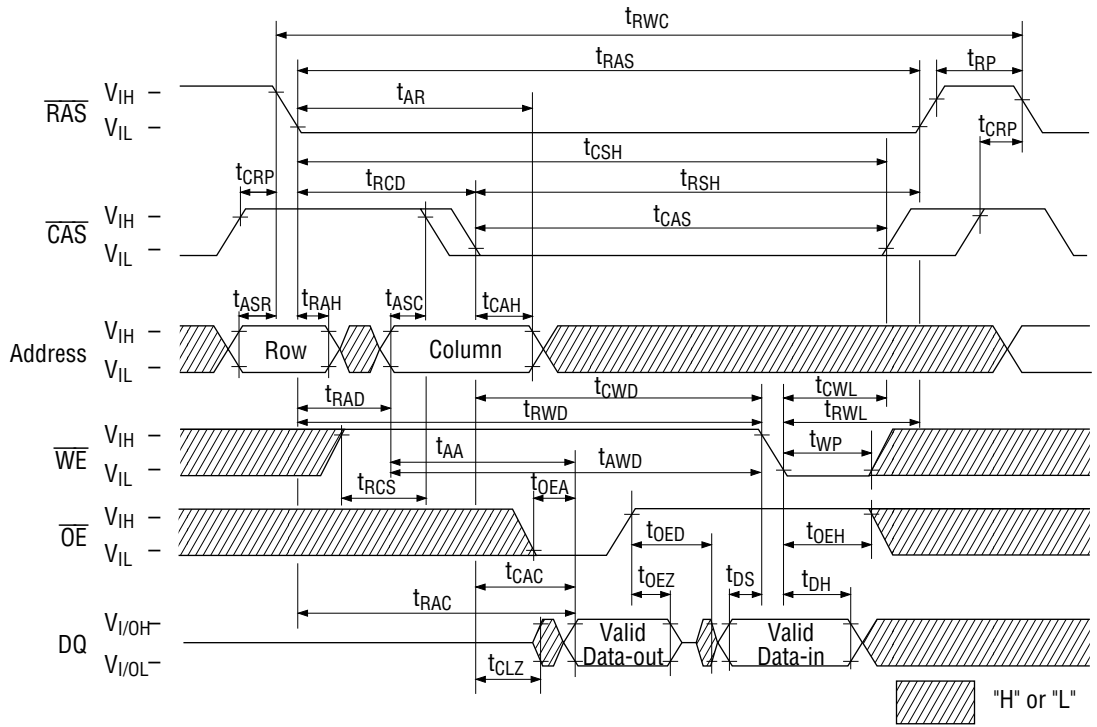 tRWC
tRAS
tRP
tAR
RAS
VIH
VIL
tCRP
tCSH
tCRP
tRCD
tRSH
CAS
VIH
VIL
tCAS
tASR
tRAH
tASC
tCAH
Address
VIH
VIL
Row
Column
tRAD
tCWD
tCWL
tRWD
tRWL
WE
VIH
VIL
tAA
tAWD
tWP
tRCS
tOEA
OE
VIH
VIL
tOED
tOEH
tCAC
tOEZ
tDS
tDH
tRAC
DQ
VI/OH
VI/OL
Valid
Data-out
Valid
Data-in
tCLZ
"H" or "L"